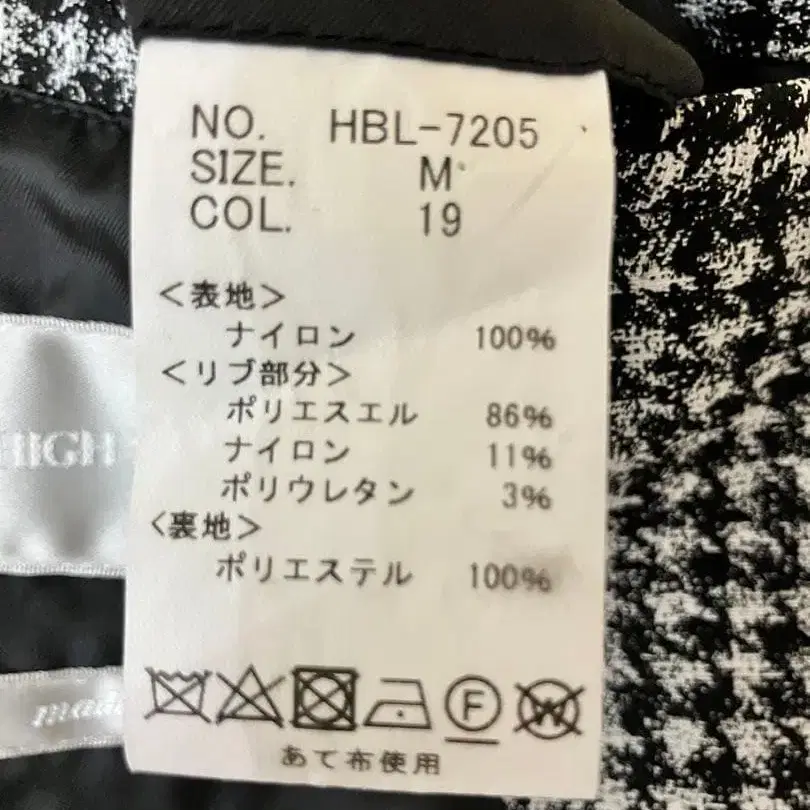 NO. HBL-7205
SIZE. M
COL. 19
<表地>
ナイロン 100%
<リブ部分>
ポリエスエル 86%
ナイロン 11%
ポリウレタン 3%
<裏地>
ポリエステル 100%
F
W
あて布使用
HIGH
made